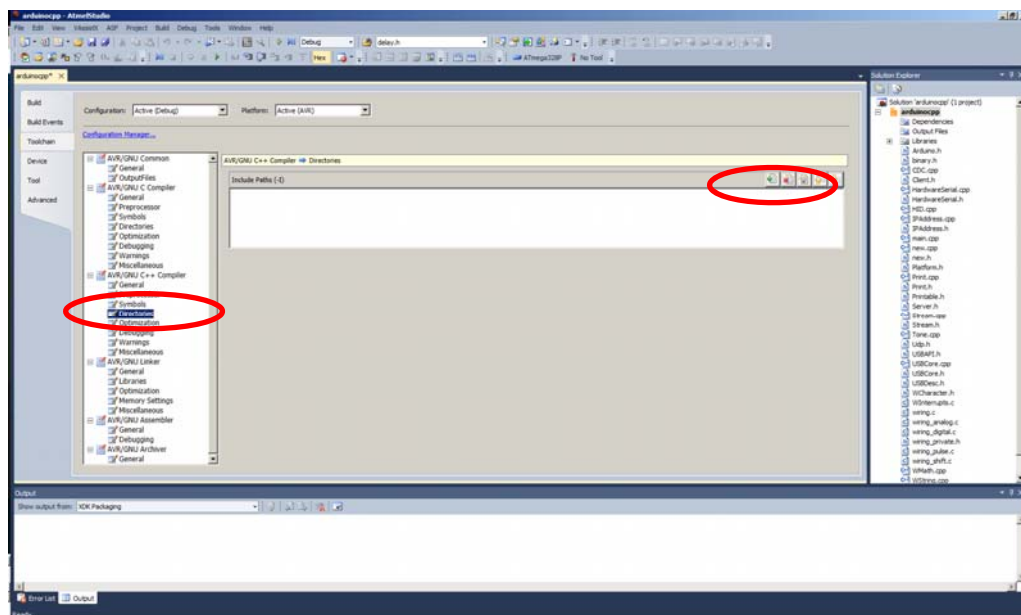 arduinocpp - AtmelStudio
File Edit View VAssistX ASF Project Build Debug Tools Window Help
Debug delay.h
Hex ATmega328P No Tool
arduinocpp* X
Build
Build Events
Toolchain
Device
Tool
Advanced
Configuration: Active (Debug) Platform: Active (AVR)
Configuration Manager...
AVR/GNU Common
General
OutputFiles
AVR/GNU C Compiler
General
Preprocessor
Symbols
Directories
Optimization
Debugging
Warnings
Miscellaneous
AVR/GNU C++ Compiler
General
Symbols
Directories
Optimization
Debugging
Warnings
Miscellaneous
AVR/GNU Linker
General
Libraries
Optimization
Memory Settings
Miscellaneous
AVR/GNU Assembler
General
Debugging
AVR/GNU Archiver
General
AVR/GNU C++ Compiler Directories
Include Paths (-I)
Solution Explorer
Solution 'arduinocpp' (1 project)
arduinocpp
Dependencies
Output Files
Libraries
Arduino.h
binary.h
CDC.cpp
Client.h
HardwareSerial.cpp
HardwareSerial.h
HID.cpp
IPAddress.cpp
IPAddress.h
main.cpp
new.cpp
new.h
Platform.h
Print.cpp
Print.h
Printable.h
Server.h
Stream.cpp
Stream.h
Tone.cpp
Udp.h
USBAPI.h
USBCore.cpp
USBCore.h
USBDesc.h
WCharacter.h
WInterrupts.c
wiring.c
wiring_analog.c
wiring_digital.c
wiring_private.h
wiring_pulse.c
wiring_shift.c
WMath.cpp
WString.cpp
Output
Show output from: XDK Packaging
Error List Output